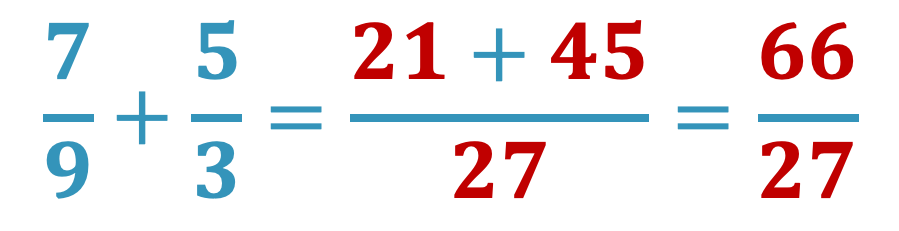 7/9 + 5/3 = (21 + 45)/27 = 66/27